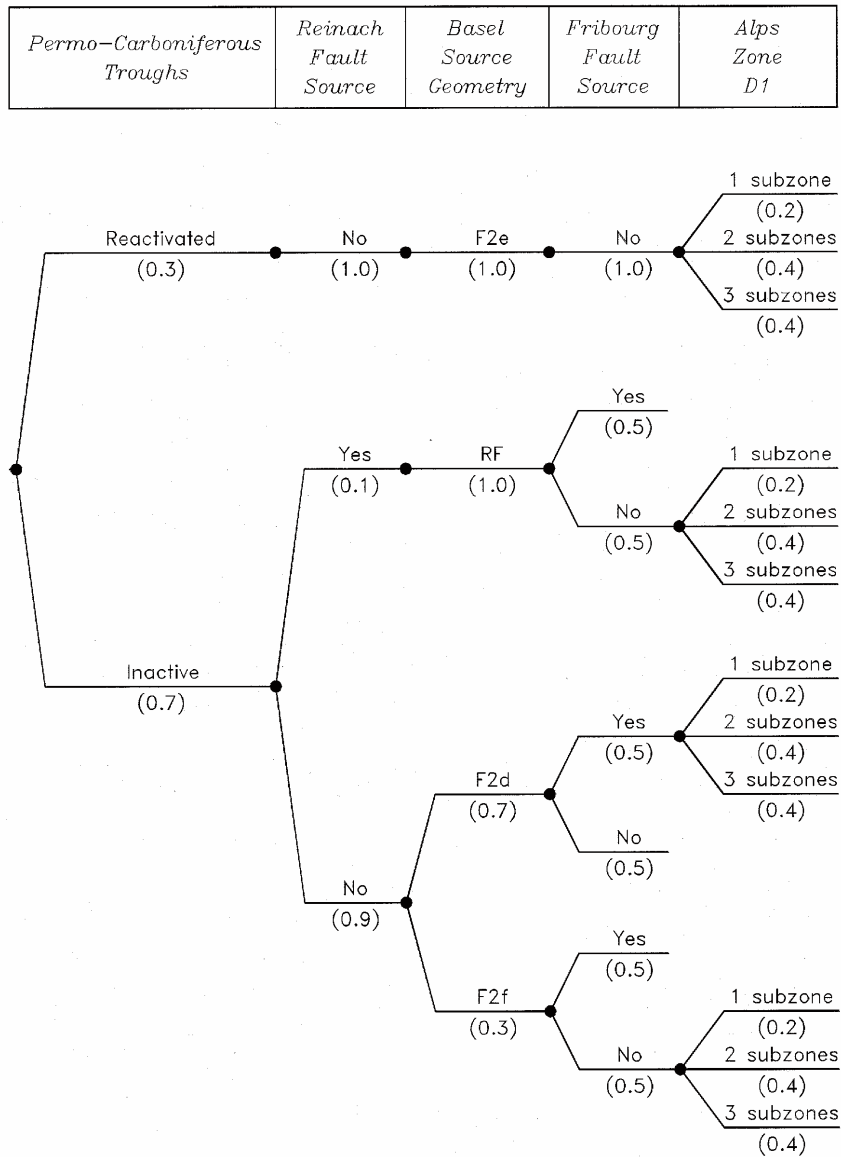 Permo-Carboniferous
Troughs
Reinach
Fault
Source
Basel
Source
Geometry
Fribourg
Fault
Source
Alps
Zone
D1
1 subzone
(0.2)
Reactivated
(0.3)
No
(1.0)
F2e
(1.0)
No
(1.0)
2 subzones
(0.4)
3 subzones
(0.4)
Yes
(0.5)
Yes
(0.1)
RF
(1.0)
1 subzone
(0.2)
No
(0.5)
2 subzones
(0.4)
3 subzones
(0.4)
Inactive
(0.7)
1 subzone
(0.2)
Yes
(0.5)
2 subzones
(0.4)
F2d
(0.7)
3 subzones
(0.4)
No
(0.5)
No
(0.9)
Yes
(0.5)
F2f
(0.3)
1 subzone
(0.2)
No
(0.5)
2 subzones
(0.4)
3 subzones
(0.4)